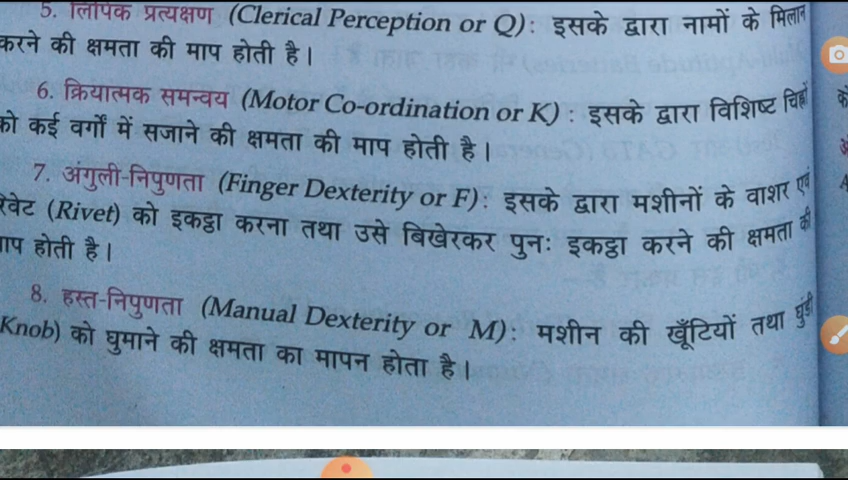 5. लिपिक प्रत्यक्षण (Clerical Perception or Q): इसके द्वारा नामों के मिलान
करने की क्षमता की माप होती है।
6. क्रियात्मक समन्वय (Motor Co-ordination or K) : इसके द्वारा विशिष्ट चिह्नों
को कई वर्गों में सजाने की क्षमता की माप होती है।
7. अंगुली-निपुणता (Finger Dexterity or F): इसके द्वारा मशीनों के वाशर एवं
रिवेट (Rivet) को इकट्ठा करना तथा उसे बिखेरकर पुनः इकट्ठा करने की क्षमता की
माप होती है।
8. हस्त-निपुणता (Manual Dexterity or M): मशीन की खूँटियों तथा घुंडी
Knob) को घुमाने की क्षमता का मापन होता है।